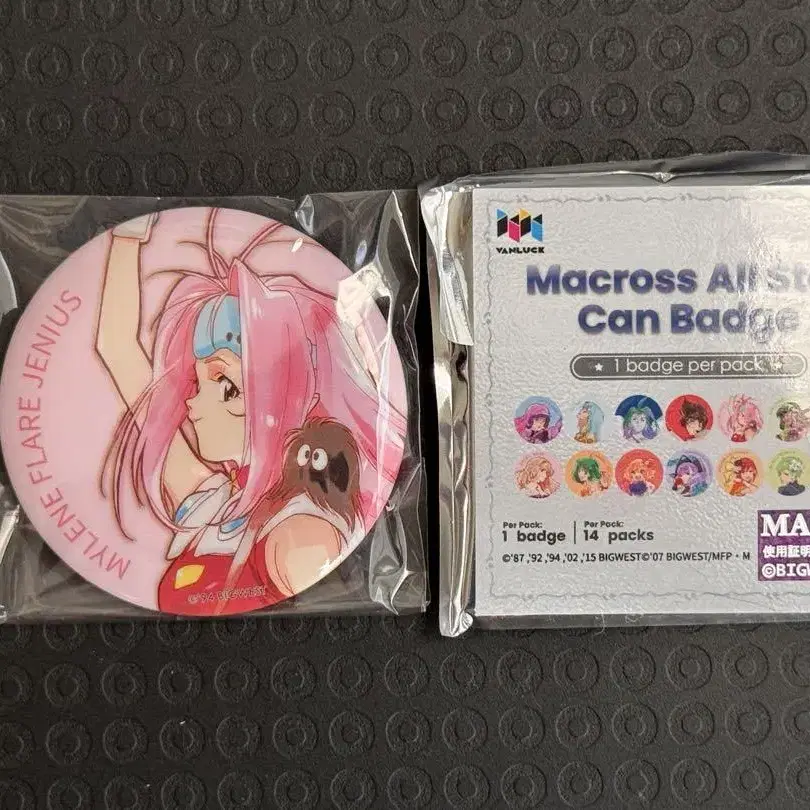 MYLENE FLARE JENIUS
©'94 BIGWEST
VANLUCK
Macross All St
Can Badge
1 badge per pack
Per Pack:
1 badge
Per Pack:
14 packs
©'87 ,'92 ,'94 ,'02 ,'15 BIGWEST©'07 BIGWEST/MFP・M
MA
使用証明
©BIGW